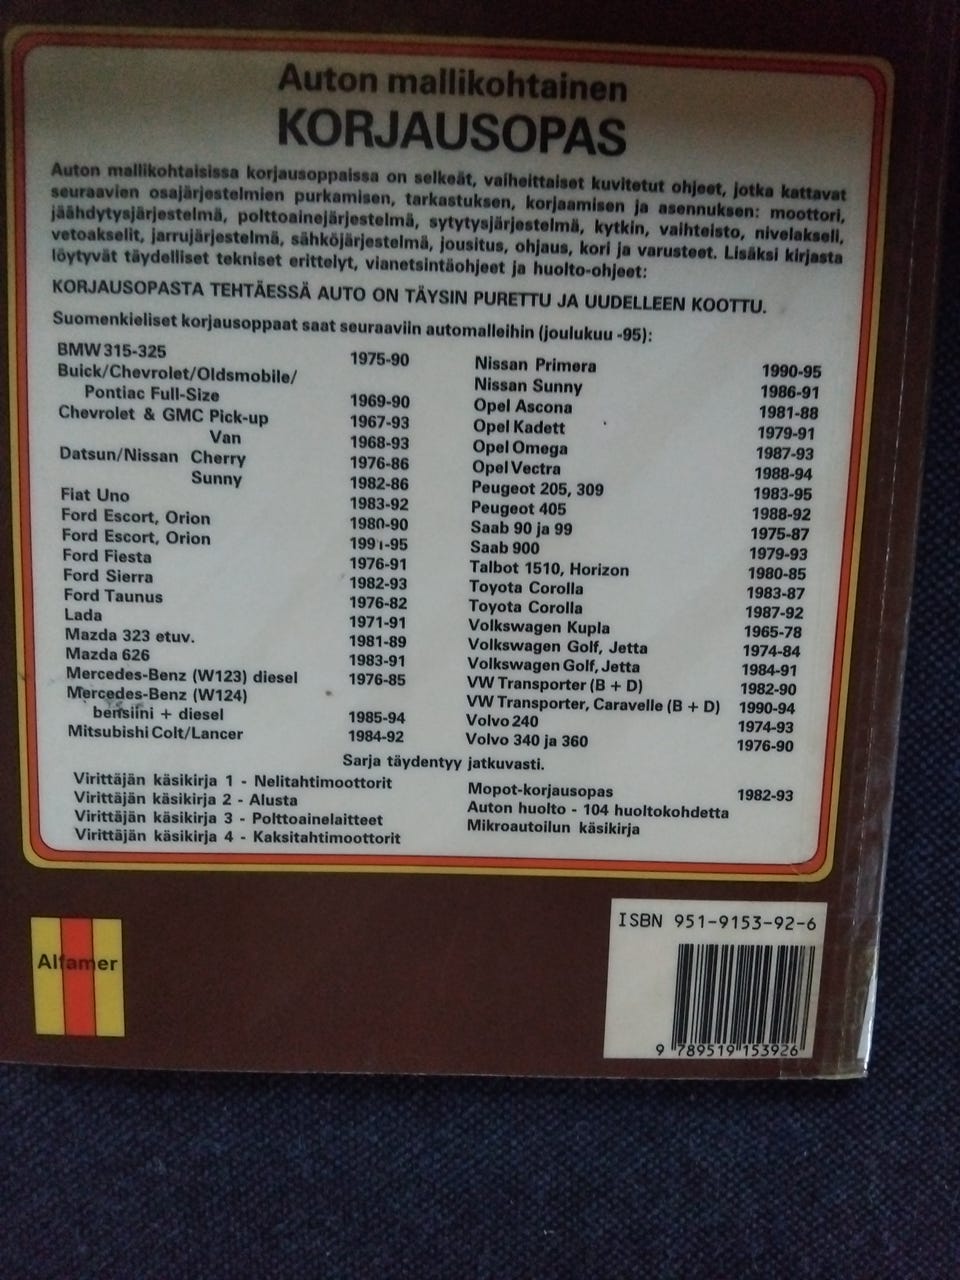 Auton mallikohtainen
KORJAUSOPAS
Auton mallikohtaisissa korjausoppaissa on selkeät, vaiheittaiset kuvitetut ohjeet, jotka kattavat
seuraavien osajärjestelmien purkamisen, tarkastuksen, korjaamisen ja asennuksen: moottori,
jäähdytysjärjestelmä, polttoainejärjestelmä, sytytysjärjestelmä, kytkin, vaihteisto, nivelakseli,
vetoakselit, jarrujärjestelmä, sähköjärjestelmä, jousitus, ohjaus, kori ja varusteet. Lisäksi kirjasta
löytyvät täydelliset tekniset erittelyt, vianetsintäohjeet ja huolto-ohjeet:
KORJAUSOPASTA TEHTÄESSÄ AUTO ON TÄYSIN PURETTU JA UUDELLEEN KOOTTU.
Suomenkieliset korjausoppaat saat seuraaviin automalleihin (joulukuu -95):
BMW 315-325 1975-90
Buick/Chevrolet/Oldsmobile/
Pontiac Full-Size 1969-90
Chevrolet & GMC Pick-up 1967-93
Van 1968-93
Datsun/Nissan Cherry 1976-86
Sunny 1982-86
Fiat Uno 1983-92
Ford Escort, Orion 1980-90
Ford Escort, Orion 1991-95
Ford Fiesta 1976-91
Ford Sierra 1982-93
Ford Taunus 1976-82
Lada 1971-91
Mazda 323 etuv. 1981-89
Mazda 626 1983-91
Mercedes-Benz (W123) diesel 1976-85
Mercedes-Benz (W124)
bensiini + diesel 1985-94
Mitsubishi Colt/Lancer 1984-92
Nissan Primera 1990-95
Nissan Sunny 1986-91
Opel Ascona 1981-88
Opel Kadett 1979-91
Opel Omega 1987-93
Opel Vectra 1988-94
Peugeot 205, 309 1983-95
Peugeot 405 1988-92
Saab 90 ja 99 1975-87
Saab 900 1979-93
Talbot 1510, Horizon 1980-85
Toyota Corolla 1983-87
Toyota Corolla 1987-92
Volkswagen Kupla 1965-78
Volkswagen Golf, Jetta 1974-84
Volkswagen Golf, Jetta 1984-91
VW Transporter (B + D) 1982-90
VW Transporter, Caravelle (B + D) 1990-94
Volvo 240 1974-93
Volvo 340 ja 360 1976-90
Sarja täydentyy jatkuvasti.
Virittäjän käsikirja 1 - Nelitahtimoottorit
Virittäjän käsikirja 2 - Alusta
Virittäjän käsikirja 3 - Polttoainelaitteet
Virittäjän käsikirja 4 - Kaksitahtimoottorit
Mopot-korjausopas 1982-93
Auton huolto - 104 huoltokohdetta
Mikroautoilun käsikirja
Alfamer
ISBN 951-9153-92-6
9 789519 153926